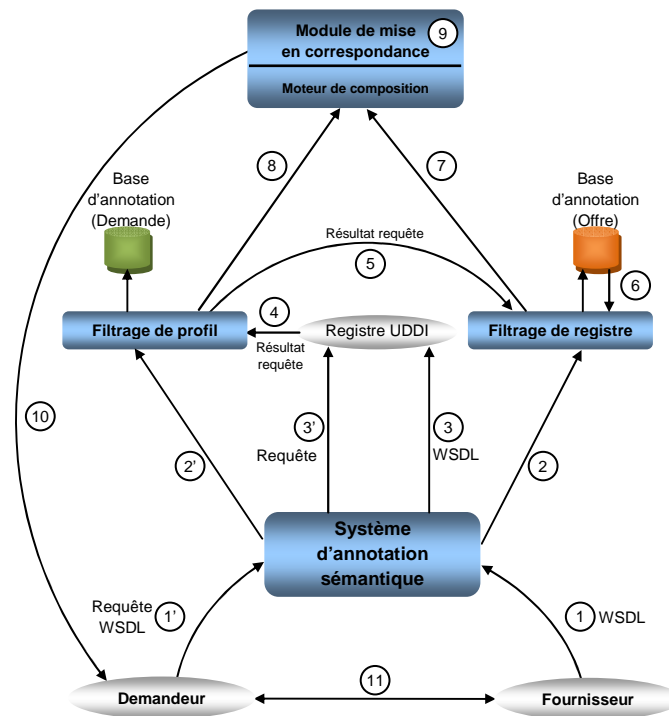 Module de mise
en correspondance
9
Moteur de composition
8
7
Base
d'annotation
(Demande)
Base
d'annotation
(Offre)
Résultat requête
5
6
4
Filtrage de profil
Registre UDDI
Filtrage de registre
Résultat
requête
10
3'
Requête
3
WSDL
2'
2
Système
d'annotation
sémantique
Requête
WSDL
1'
1
WSDL
11
Demandeur
Fournisseur